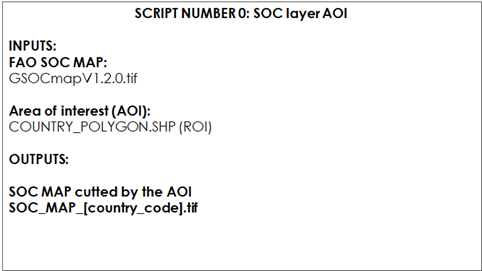 SCRIPT NUMBER 0: SOC layer AOI
INPUTS:
FAO SOC MAP:
GSOCmapV1.2.0.tif
Area of interest (AOI):
COUNTRY_POLYGON.SHP (ROI)
OUTPUTS:
SOC MAP cutted by the AOI
SOC_MAP_[country_code].tif